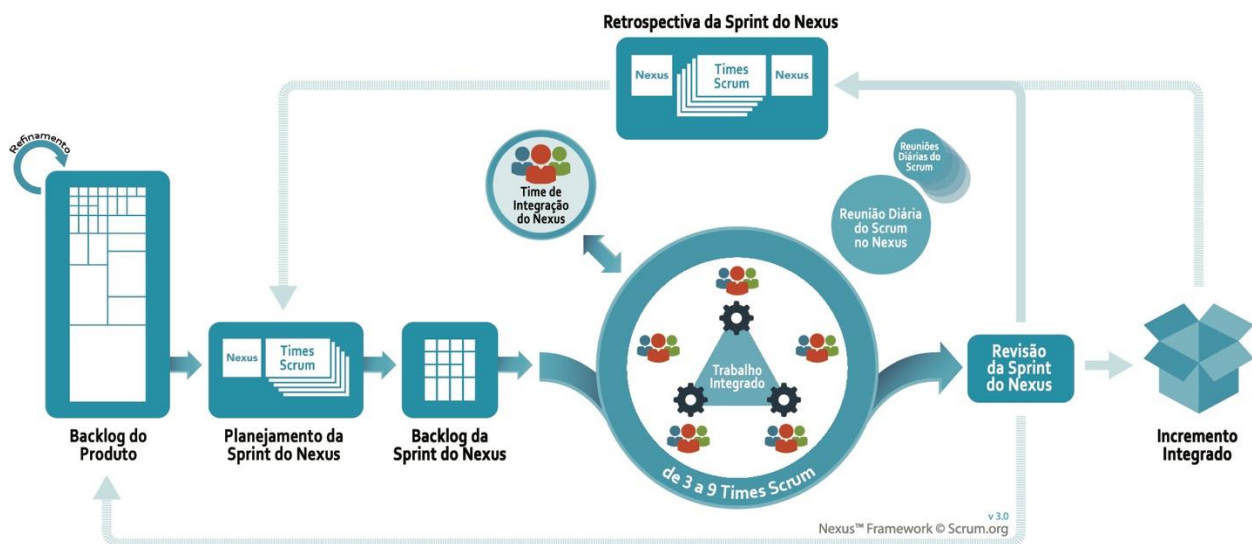 Retrospectiva da Sprint do Nexus
Nexus
Times
Scrum
Nexus
Refinamento
Time de
Integração
do Nexus
Reuniões
Diárias do
Scrum
Reunião Diária
do Scrum
no Nexus
Nexus
Times
Scrum
Trabalho
Integrado
Revisão
da Sprint
do Nexus
Backlog do
Produto
Planejamento da
Sprint do Nexus
Backlog da
Sprint do Nexus
de 3 a 9 Times Scrum
Incremento
Integrado
v 3.0
Nexus™ Framework © Scrum.org